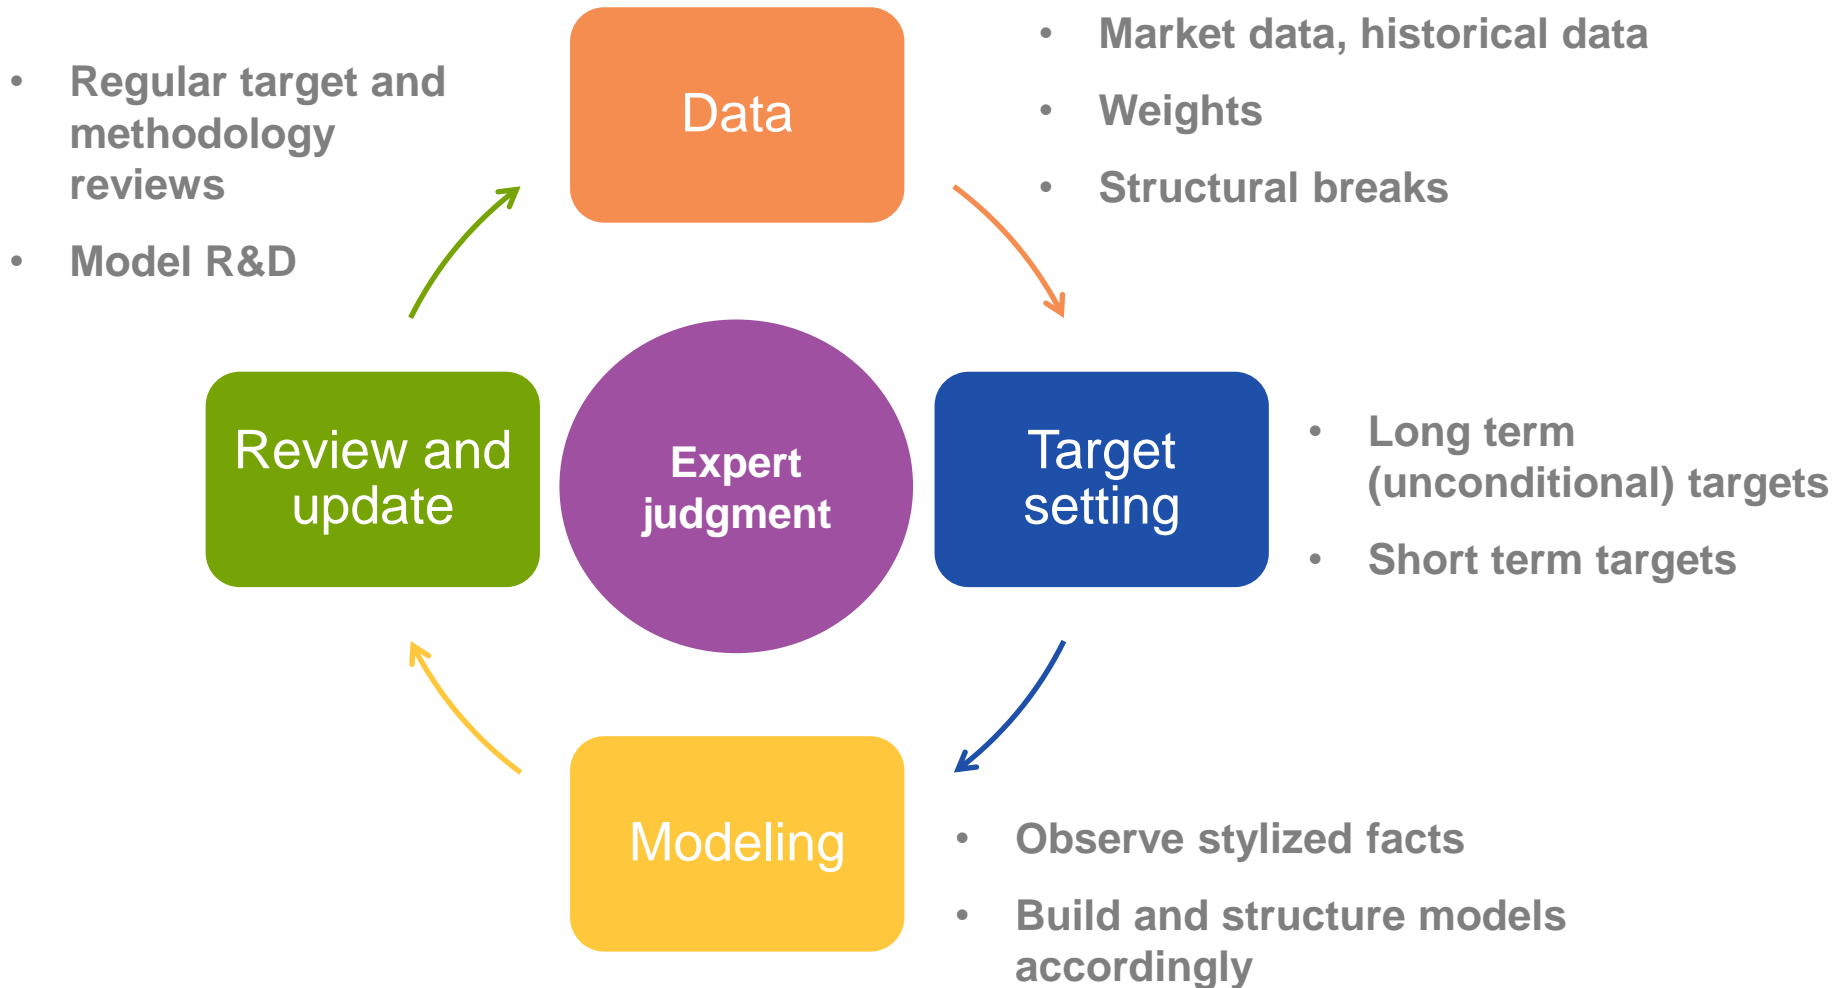 Data
• Market data, historical data
• Weights
• Structural breaks
• Regular target and
methodology
reviews
• Model R&D
Review and
update
Expert
judgment
Target
setting
• Long term
(unconditional) targets
• Short term targets
Modeling
• Observe stylized facts
• Build and structure models
accordingly